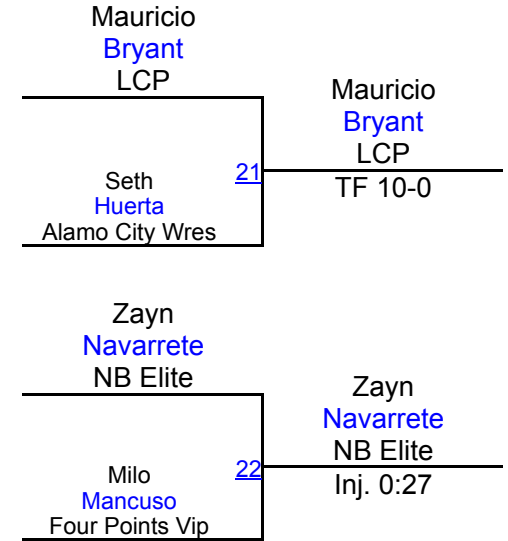 Mauricio
Bryant
LCP
Mauricio
Bryant
LCP
21
TF 10-0
Seth
Huerta
Alamo City Wres
Zayn
Navarrete
NB Elite
Zayn
Navarrete
NB Elite
22
Inj. 0:27
Milo
Mancuso
Four Points Vip